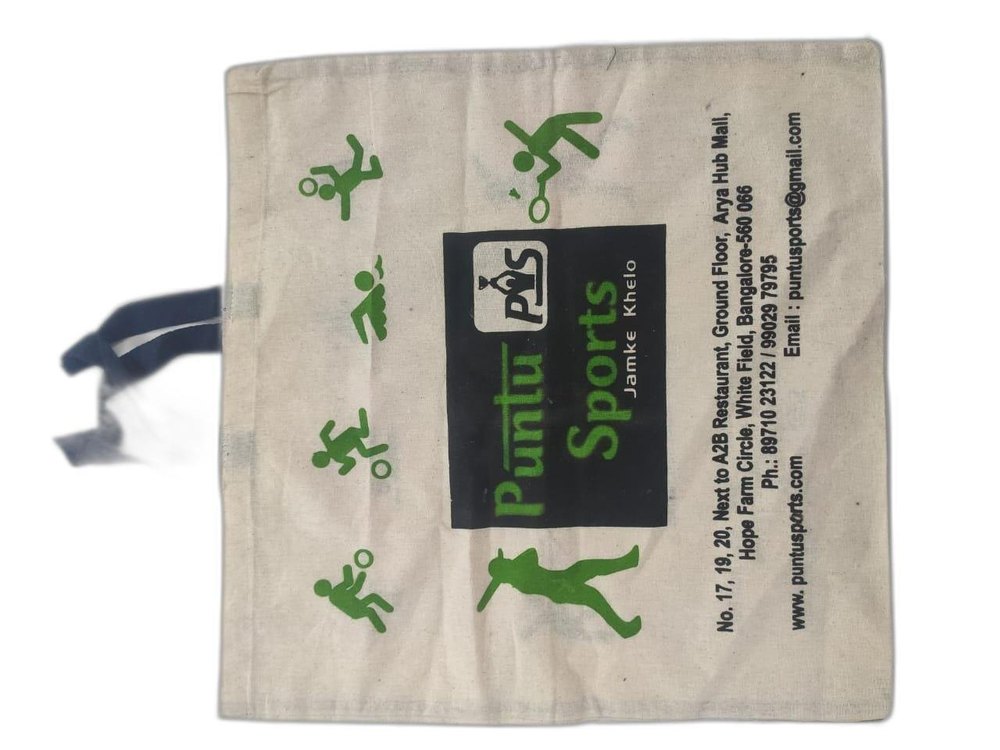 Puntu
PS
Sports
Jamke Khelo
No. 17, 19, 20, Next to A2B Restaurant, Ground Floor, Arya Hub Mall,
Hope Farm Circle, White Field, Bangalore-560 066
Ph.: 89710 23122 / 99029 79795
www. puntusports.com Email : puntusports@gmail.com